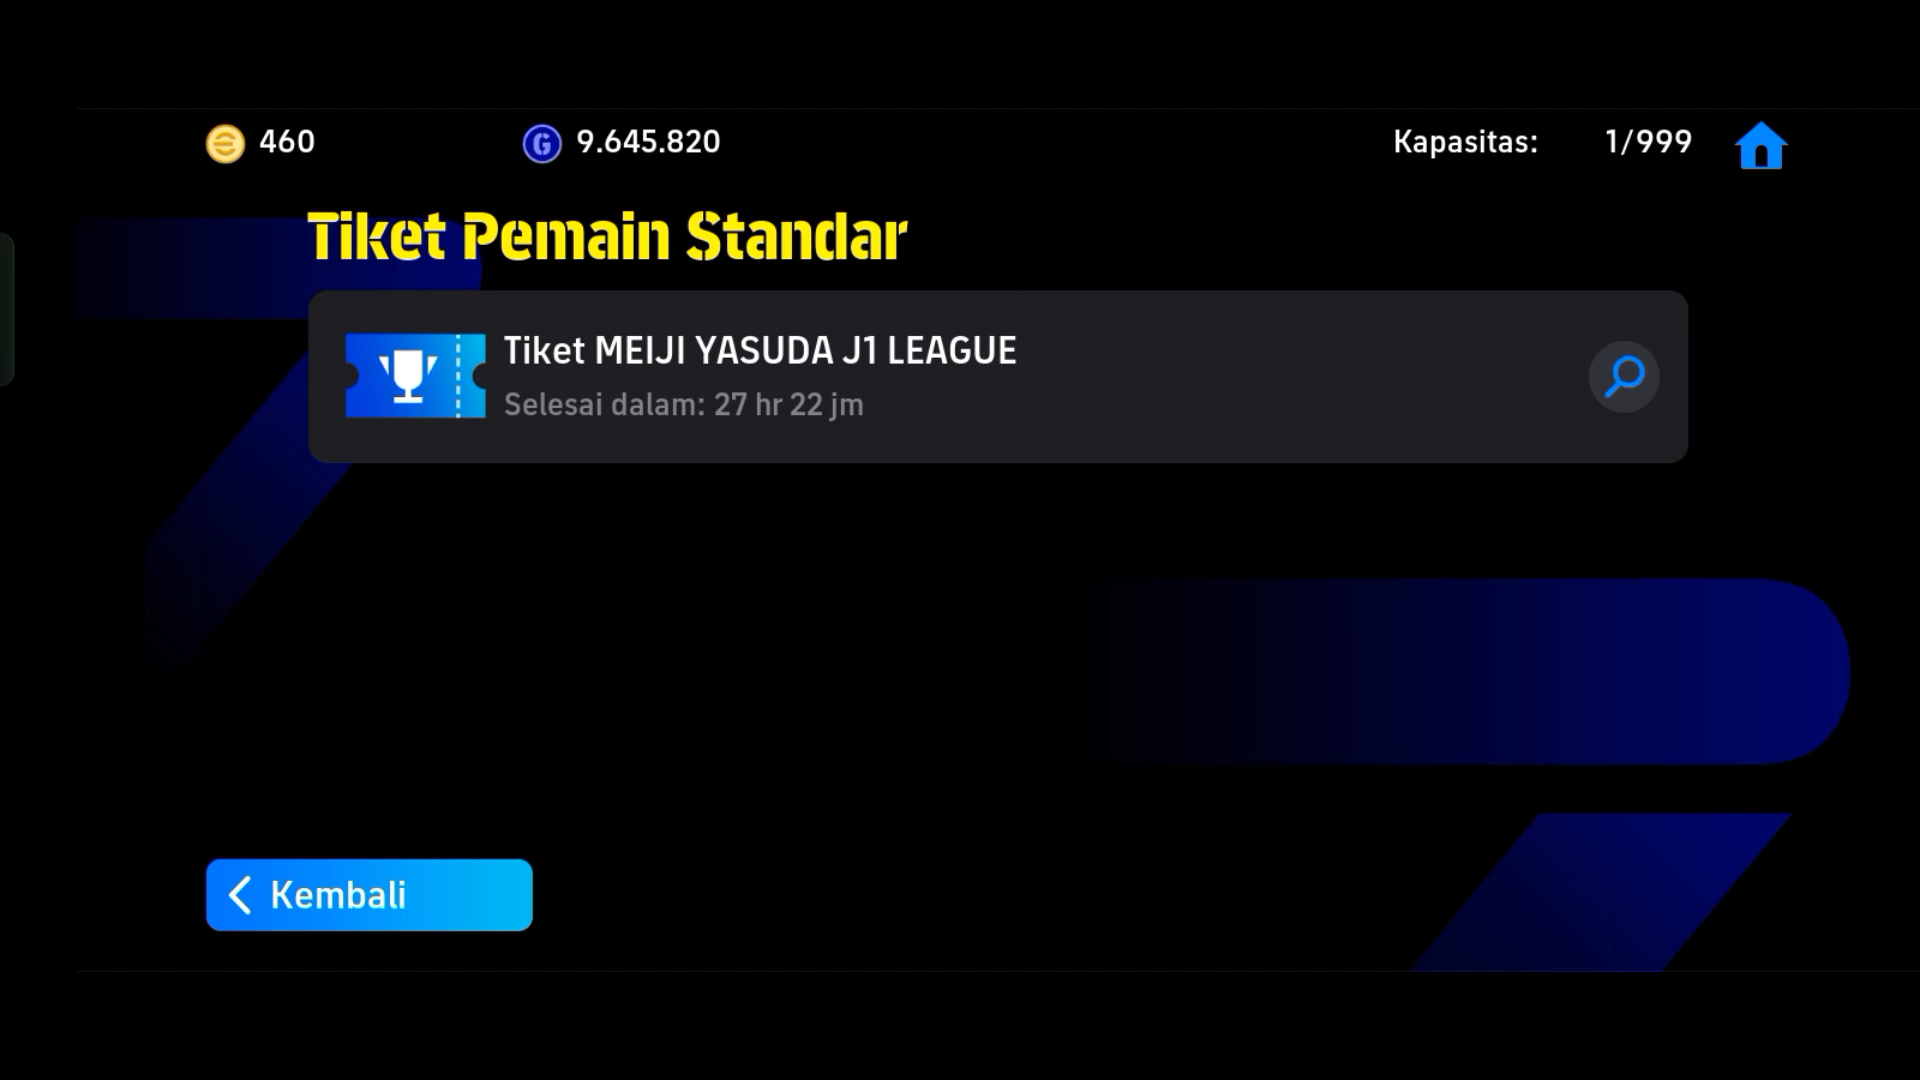 460
9.645.820
Kapasitas: 1/999
Tiket Pemain Standar
Tiket MEIJI YASUDA J1 LEAGUE
Selesai dalam: 27 hr 22 jm
Kembali